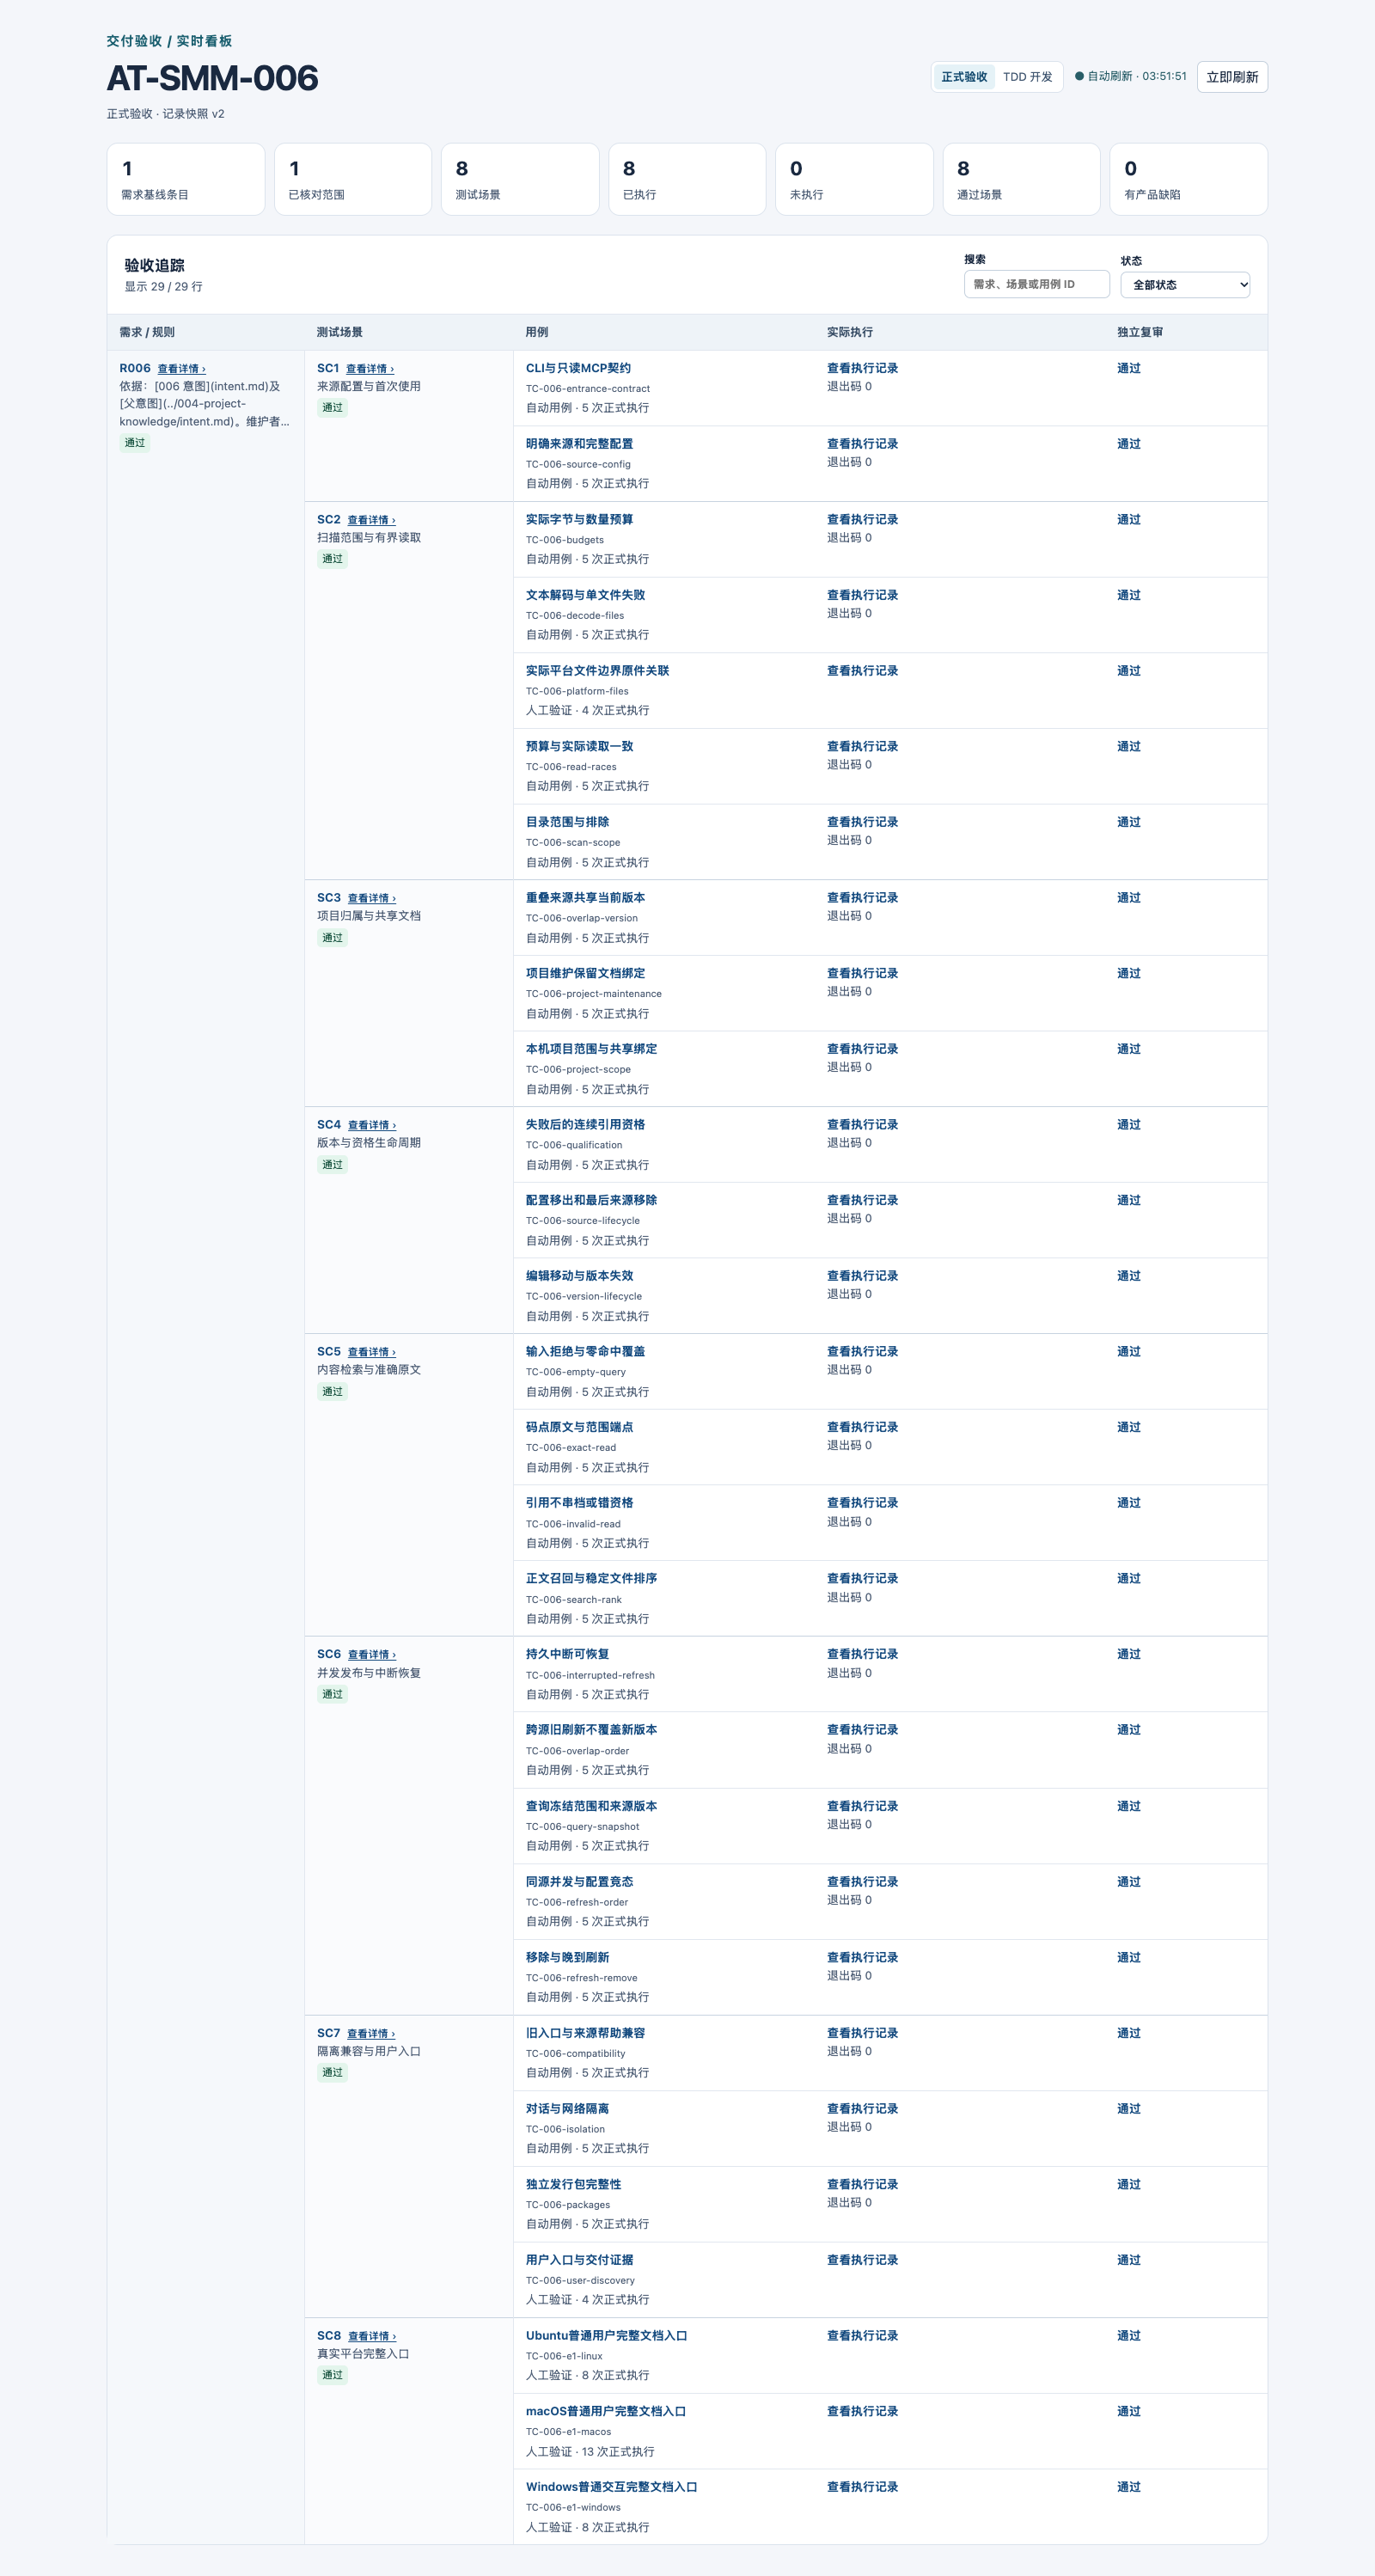 交付验收 / 实时看板
AT-SMM-006
正式验收 · 记录快照 v2
正式验收 TDD 开发 ● 自动刷新 · 03:51:51 立即刷新
1
需求基线条目
1
已核对范围
8
测试场景
8
已执行
0
未执行
8
通过场景
0
有产品缺陷
验收追踪
显示 29 / 29 行
搜索
需求、场景或用例 ID
状态
全部状态
需求 / 规则 测试场景 用例 实际执行 独立复审
R006 查看详情 ›
依据：[006 意图](intent.md)及
[父意图](../004-project-
knowledge/intent.md)。维护者...
通过
SC1 查看详情 ›
来源配置与首次使用
通过
CLI与只读MCP契约
TC-006-entrance-contract
自动用例 · 5 次正式执行
查看执行记录
退出码 0
通过
明确来源和完整配置
TC-006-source-config
自动用例 · 5 次正式执行
查看执行记录
退出码 0
通过
SC2 查看详情 ›
扫描范围与有界读取
通过
实际字节与数量预算
TC-006-budgets
自动用例 · 5 次正式执行
查看执行记录
退出码 0
通过
文本解码与单文件失败
TC-006-decode-files
自动用例 · 5 次正式执行
查看执行记录
退出码 0
通过
实际平台文件边界原件关联
TC-006-platform-files
人工验证 · 4 次正式执行
查看执行记录
通过
预算与实际读取一致
TC-006-read-races
自动用例 · 5 次正式执行
查看执行记录
退出码 0
通过
目录范围与排除
TC-006-scan-scope
自动用例 · 5 次正式执行
查看执行记录
退出码 0
通过
SC3 查看详情 ›
项目归属与共享文档
通过
重叠来源共享当前版本
TC-006-overlap-version
自动用例 · 5 次正式执行
查看执行记录
退出码 0
通过
项目维护保留文档绑定
TC-006-project-maintenance
自动用例 · 5 次正式执行
查看执行记录
退出码 0
通过
本机项目范围与共享绑定
TC-006-project-scope
自动用例 · 5 次正式执行
查看执行记录
退出码 0
通过
SC4 查看详情 ›
版本与资格生命周期
通过
失败后的连续引用资格
TC-006-qualification
自动用例 · 5 次正式执行
查看执行记录
退出码 0
通过
配置移出和最后来源移除
TC-006-source-lifecycle
自动用例 · 5 次正式执行
查看执行记录
退出码 0
通过
编辑移动与版本失效
TC-006-version-lifecycle
自动用例 · 5 次正式执行
查看执行记录
退出码 0
通过
SC5 查看详情 ›
内容检索与准确原文
通过
输入拒绝与零命中覆盖
TC-006-empty-query
自动用例 · 5 次正式执行
查看执行记录
退出码 0
通过
码点原文与范围端点
TC-006-exact-read
自动用例 · 5 次正式执行
查看执行记录
退出码 0
通过
引用不串档或错资格
TC-006-invalid-read
自动用例 · 5 次正式执行
查看执行记录
退出码 0
通过
正文召回与稳定文件排序
TC-006-search-rank
自动用例 · 5 次正式执行
查看执行记录
退出码 0
通过
SC6 查看详情 ›
并发发布与中断恢复
通过
持久中断可恢复
TC-006-interrupted-refresh
自动用例 · 5 次正式执行
查看执行记录
退出码 0
通过
跨源旧刷新不覆盖新版本
TC-006-overlap-order
自动用例 · 5 次正式执行
查看执行记录
退出码 0
通过
查询冻结范围和来源版本
TC-006-query-snapshot
自动用例 · 5 次正式执行
查看执行记录
退出码 0
通过
同源并发与配置竞态
TC-006-refresh-order
自动用例 · 5 次正式执行
查看执行记录
退出码 0
通过
移除与晚到刷新
TC-006-refresh-remove
自动用例 · 5 次正式执行
查看执行记录
退出码 0
通过
SC7 查看详情 ›
隔离兼容与用户入口
通过
旧入口与来源帮助兼容
TC-006-compatibility
自动用例 · 5 次正式执行
查看执行记录
退出码 0
通过
对话与网络隔离
TC-006-isolation
自动用例 · 5 次正式执行
查看执行记录
退出码 0
通过
独立发行包完整性
TC-006-packages
自动用例 · 5 次正式执行
查看执行记录
退出码 0
通过
用户入口与交付证据
TC-006-user-discovery
人工验证 · 4 次正式执行
查看执行记录
通过
SC8 查看详情 ›
真实平台完整入口
通过
Ubuntu普通用户完整文档入口
TC-006-e1-linux
人工验证 · 8 次正式执行
查看执行记录
通过
macOS普通用户完整文档入口
TC-006-e1-macos
人工验证 · 13 次正式执行
查看执行记录
通过
Windows普通交互完整文档入口
TC-006-e1-windows
人工验证 · 8 次正式执行
查看执行记录
通过